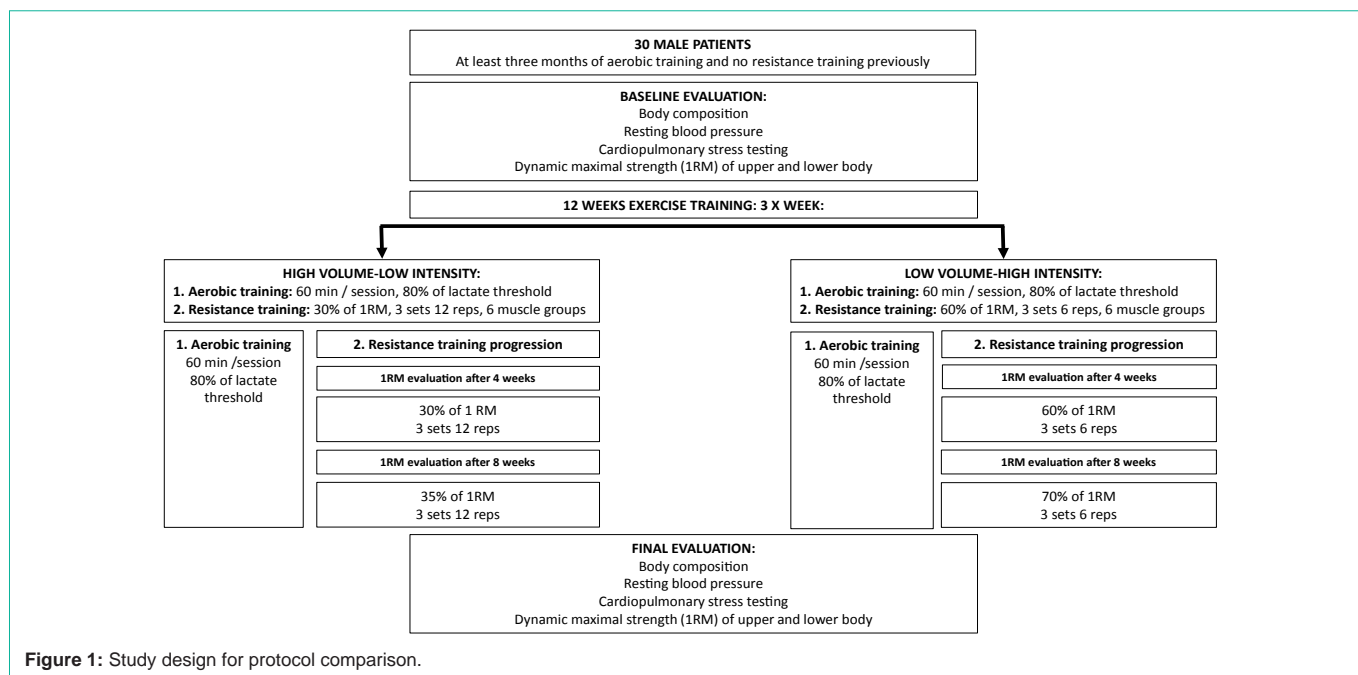 30 MALE PATIENTS
At least three months of aerobic training and no resistance training previously
BASELINE EVALUATION:
Body composition
Resting blood pressure
Cardiopulmonary stress testing
Dynamic maximal strength (1RM) of upper and lower body
12 WEEKS EXERCISE TRAINING: 3 X WEEK:
HIGH VOLUME-LOW INTENSITY:
1. Aerobic training: 60 min / session, 80% of lactate threshold
2. Resistance training: 30% of 1RM, 3 sets 12 reps, 6 muscle groups
1. Aerobic training
60 min /session
80% of lactate
threshold
2. Resistance training progression
1RM evaluation after 4 weeks
30% of 1 RM
3 sets 12 reps
1RM evaluation after 8 weeks
35% of 1RM
3 sets 12 reps
LOW VOLUME-HIGH INTENSITY:
1. Aerobic training: 60 min / session, 80% of lactate threshold
2. Resistance training: 60% of 1RM, 3 sets 6 reps, 6 muscle groups
1. Aerobic training
60 min /session
80% of lactate
threshold
2. Resistance training progression
1RM evaluation after 4 weeks
60% of 1RM
3 sets 6 reps
1RM evaluation after 8 weeks
70% of 1RM
3 sets 6 reps
FINAL EVALUATION:
Body composition
Resting blood pressure
Cardiopulmonary stress testing
Dynamic maximal strength (1RM) of upper and lower body
Figure 1: Study design for protocol comparison.